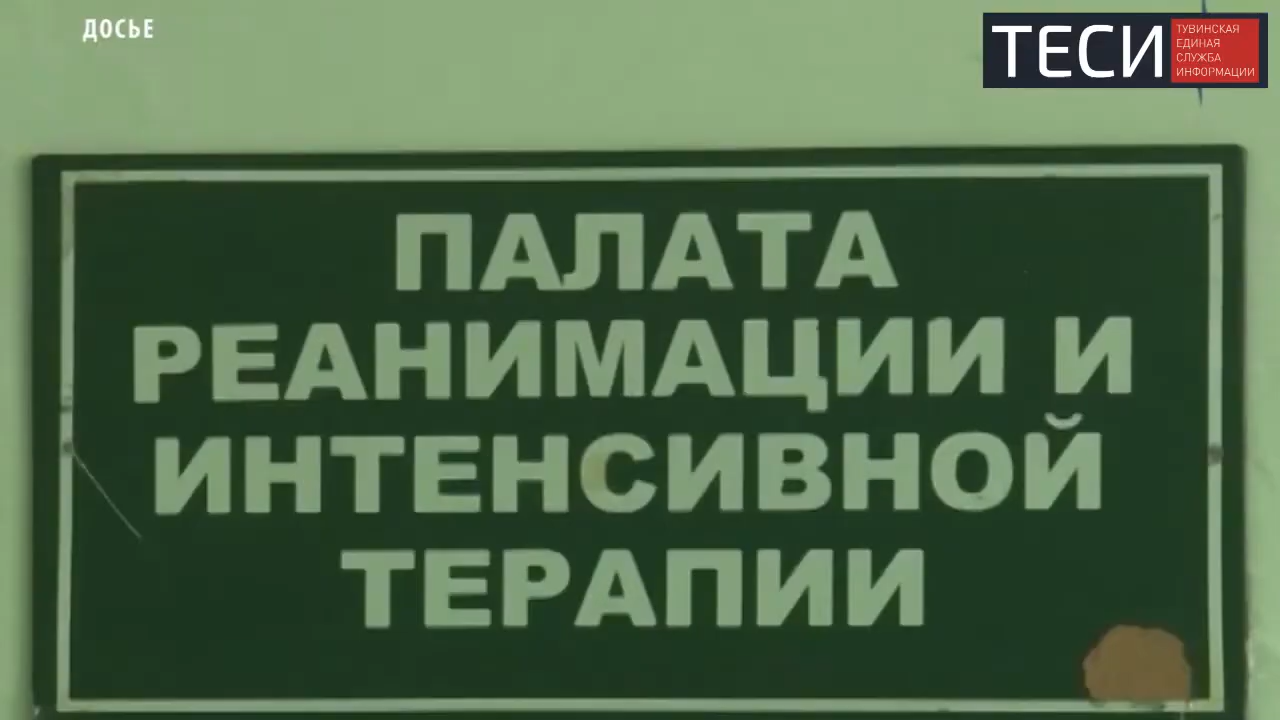 ДОСЬЕ
ТЕСИ
ТУВИНСКАЯ
ЕДИНАЯ
СЛУЖБА
ИНФОРМАЦИИ
ПАЛАТА
РЕАНИМАЦИИ И
ИНТЕНСИВНОЙ
ТЕРАПИИ